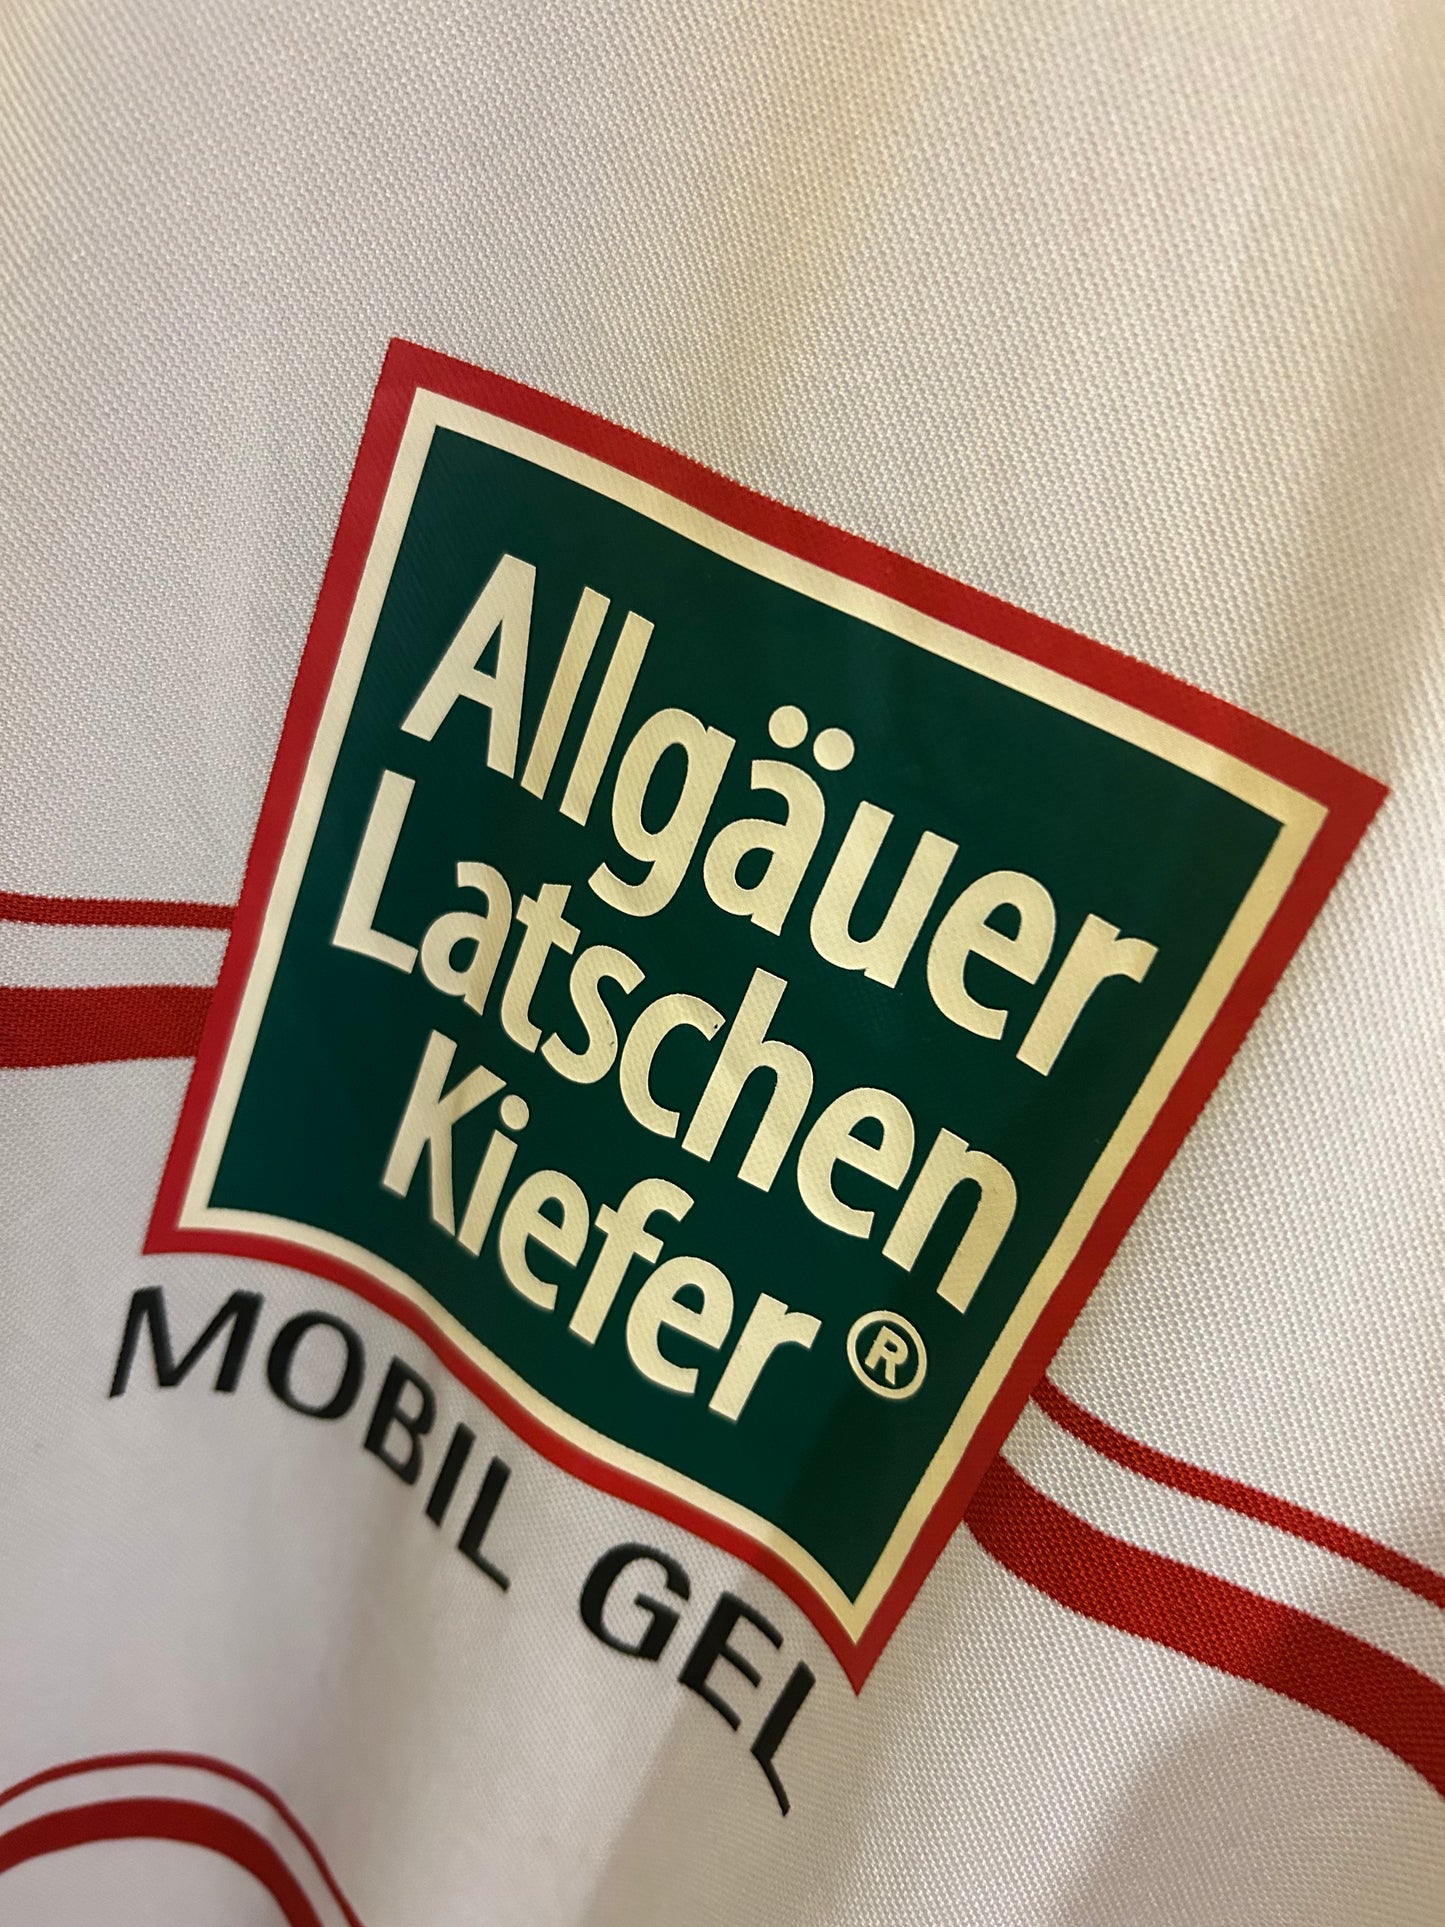 Allgäuer
Latschen
Kiefer®
MOBIL GEL